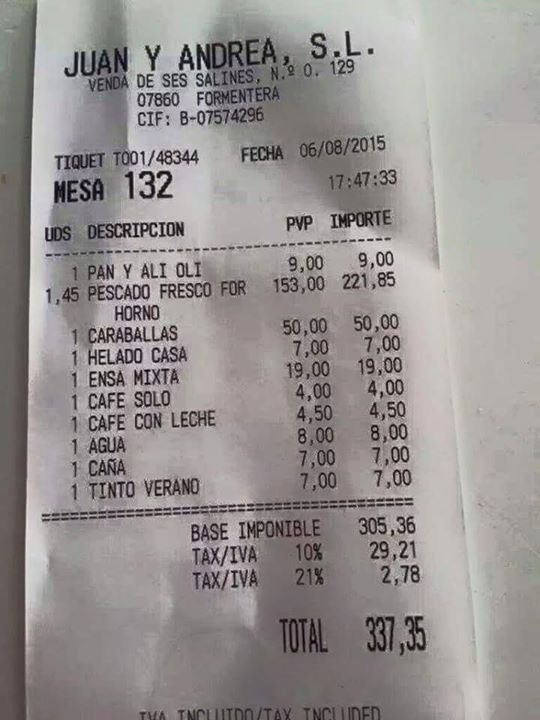 JUAN Y ANDREA, S.L.
VENDA DE SES SALINES, N.º 0. 129
07860 FORMENTERA
CIF: B-07574296
TIQUET T001/48344 FECHA 06/08/2015
MESA 132 17:47:33
UDS DESCRIPCION PVP IMPORTE
1 PAN Y ALI OLI 9,00 9,00
1,45 PESCADO FRESCO FOR 153,00 221,85
HORNO
1 CARABALLAS 50,00 50,00
1 HELADO CASA 7,00 7,00
1 ENSA MIXTA 19,00 19,00
1 CAFE SOLO 4,00 4,00
1 CAFE CON LECHE 4,50 4,50
1 AGUA 8,00 8,00
1 CAÑA 7,00 7,00
1 TINTO VERANO 7,00 7,00
BASE IMPONIBLE 305,36
TAX/IVA 10% 29,21
TAX/IVA 21% 2,78
TOTAL 337,35
IVA INCLUIDO/TAX INCLUDED